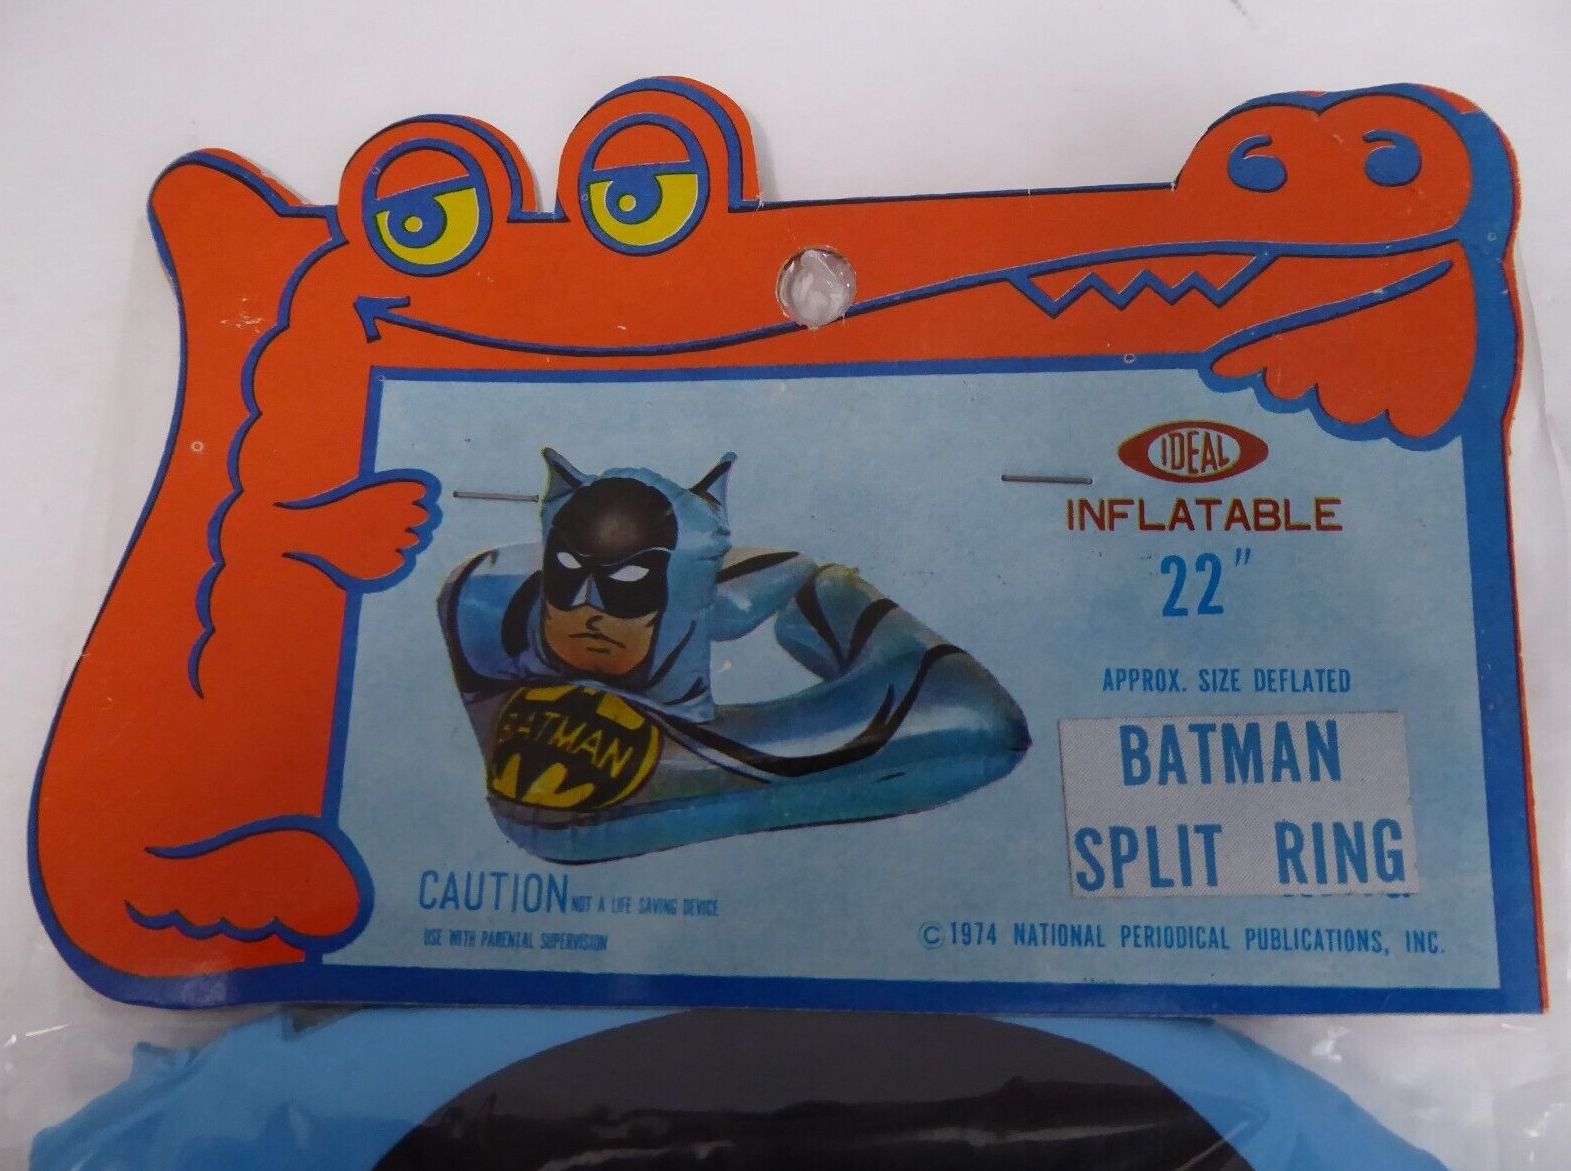 IDEAL
INFLATABLE
22"
APPROX. SIZE DEFLATED
BATMAN
SPLIT RING
BATMAN
CAUTION NOT A LIFE SAVING DEVICE
USE WITH PARENTAL SUPERVISION
©1974 NATIONAL PERIODICAL PUBLICATIONS, INC.